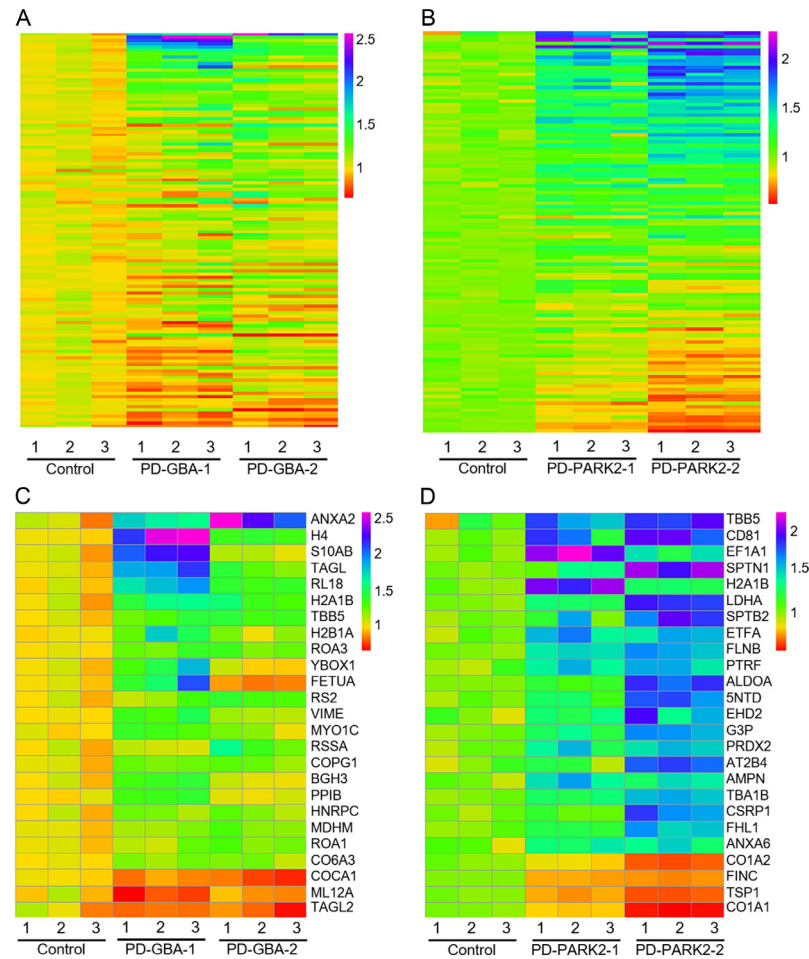 A
2.5
2
1.5
1
1 2 3 1 2 3 1 2 3
Control PD-GBA-1 PD-GBA-2
B
2
1.5
1
1 2 3 1 2 3 1 2 3
Control PD-PARK2-1 PD-PARK2-2
C
ANXA2
H4
S10AB
TAGL
RL18
H2A1B
TBB5
H2B1A
ROA3
YBOX1
FETUA
RS2
VIME
MYO1C
RSSA
COPG1
BGH3
PPIB
HNRPC
MDHM
ROA1
CO6A3
COCA1
ML12A
TAGL2
2.5
2
1.5
1
1 2 3 1 2 3 1 2 3
Control PD-GBA-1 PD-GBA-2
D
TBB5
CD81
EF1A1
SPTN1
H2A1B
LDHA
SPTB2
ETFA
FLNB
PTRF
ALDOA
5NTD
EHD2
G3P
PRDX2
AT2B4
AMPN
TBA1B
CSRP1
FHL1
ANXA6
CO1A2
FINC
TSP1
CO1A1
2
1.5
1
1 2 3 1 2 3 1 2 3
Control PD-PARK2-1 PD-PARK2-2